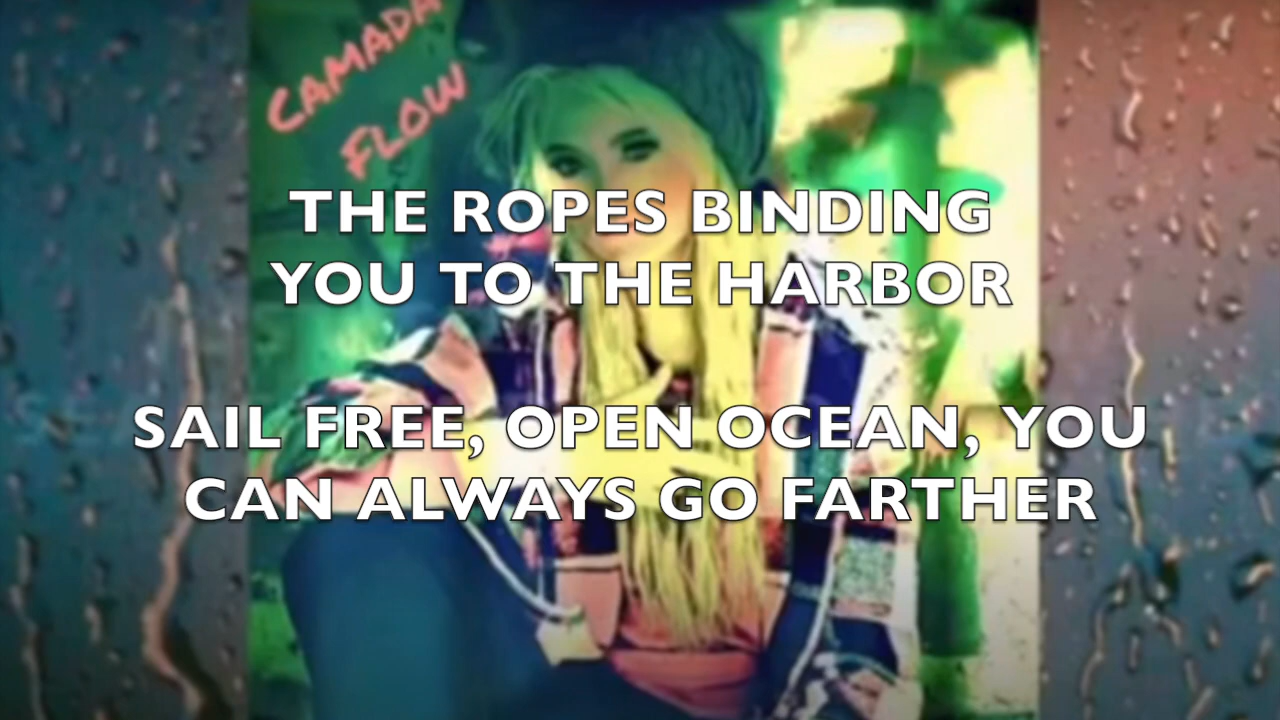 CAMADA
FLOW
THE ROPES BINDING
YOU TO THE HARBOR
SAIL FREE, OPEN OCEAN, YOU
CAN ALWAYS GO FARTHER